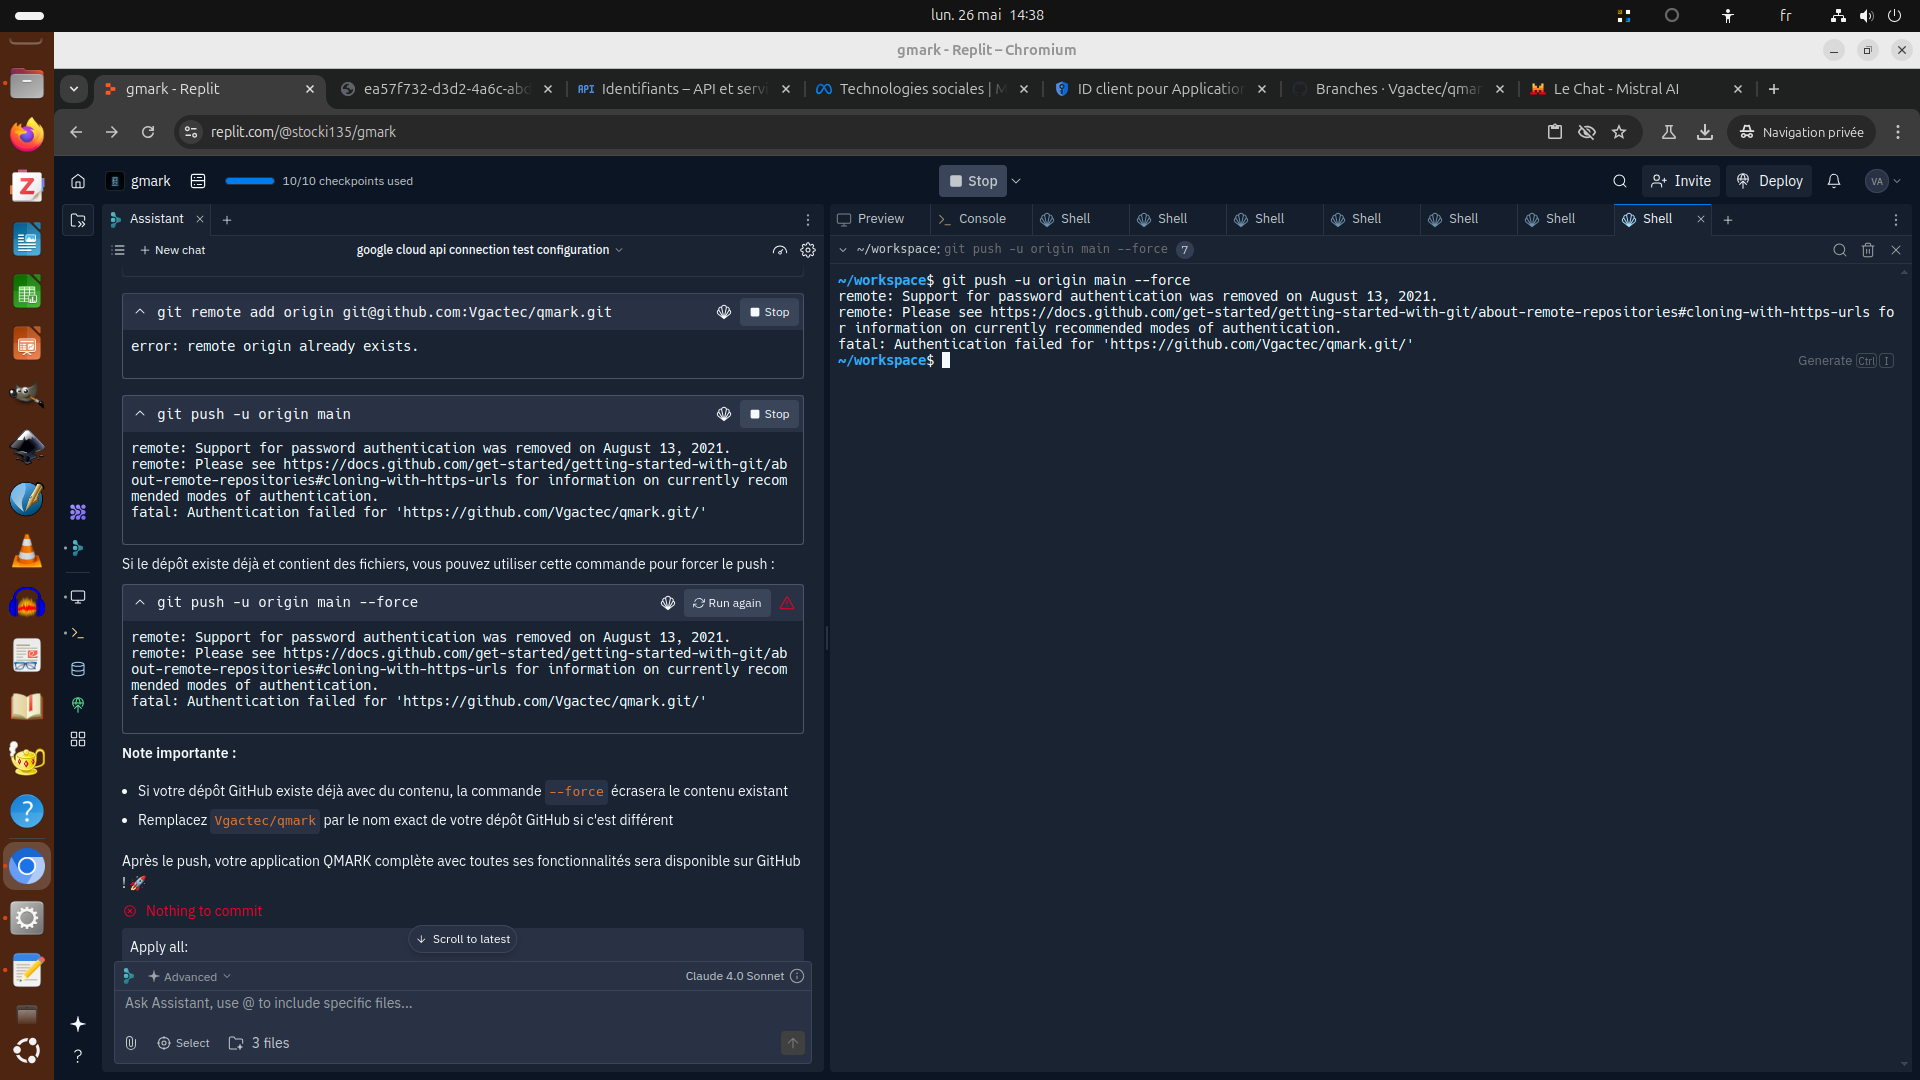 lun. 26 mai 14:38
fr
gmark - Replit – Chromium
gmark - Replit
ea57f732-d3d2-4a6c-abd
API Identifiants – API et servi
Technologies sociales | M
ID client pour Application
Branches · Vgactec/qmar
Le Chat - Mistral AI
replit.com/@stocki135/gmark
Navigation privée
gmark
10/10 checkpoints used
Stop
Invite
Deploy
VA
Assistant
Preview
Console
Shell
Shell
Shell
Shell
Shell
Shell
Shell
New chat
google cloud api connection test configuration
~/workspace: git push -u origin main --force 7
git remote add origin git@github.com:Vgactec/qmark.git
Stop
error: remote origin already exists.
git push -u origin main
Stop
remote: Support for password authentication was removed on August 13, 2021.
remote: Please see https://docs.github.com/get-started/getting-started-with-git/ab
out-remote-repositories#cloning-with-https-urls for information on currently recom
mended modes of authentication.
fatal: Authentication failed for 'https://github.com/Vgactec/qmark.git/'
Si le dépôt existe déjà et contient des fichiers, vous pouvez utiliser cette commande pour forcer le push :
git push -u origin main --force
Run again
remote: Support for password authentication was removed on August 13, 2021.
remote: Please see https://docs.github.com/get-started/getting-started-with-git/ab
out-remote-repositories#cloning-with-https-urls for information on currently recom
mended modes of authentication.
fatal: Authentication failed for 'https://github.com/Vgactec/qmark.git/'
Note importante :
• Si votre dépôt GitHub existe déjà avec du contenu, la commande --force écrasera le contenu existant
• Remplacez Vgactec/qmark par le nom exact de votre dépôt GitHub si c'est différent
Après le push, votre application QMARK complète avec toutes ses fonctionnalités sera disponible sur GitHub
! 🚀
Nothing to commit
Apply all:
Scroll to latest
Advanced
Claude 4.0 Sonnet
Ask Assistant, use @ to include specific files...
Select
3 files
~/workspace$ git push -u origin main --force
remote: Support for password authentication was removed on August 13, 2021.
remote: Please see https://docs.github.com/get-started/getting-started-with-git/about-remote-repositories#cloning-with-https-urls fo
r information on currently recommended modes of authentication.
fatal: Authentication failed for 'https://github.com/Vgactec/qmark.git/'
~/workspace$
Generate Ctrl I